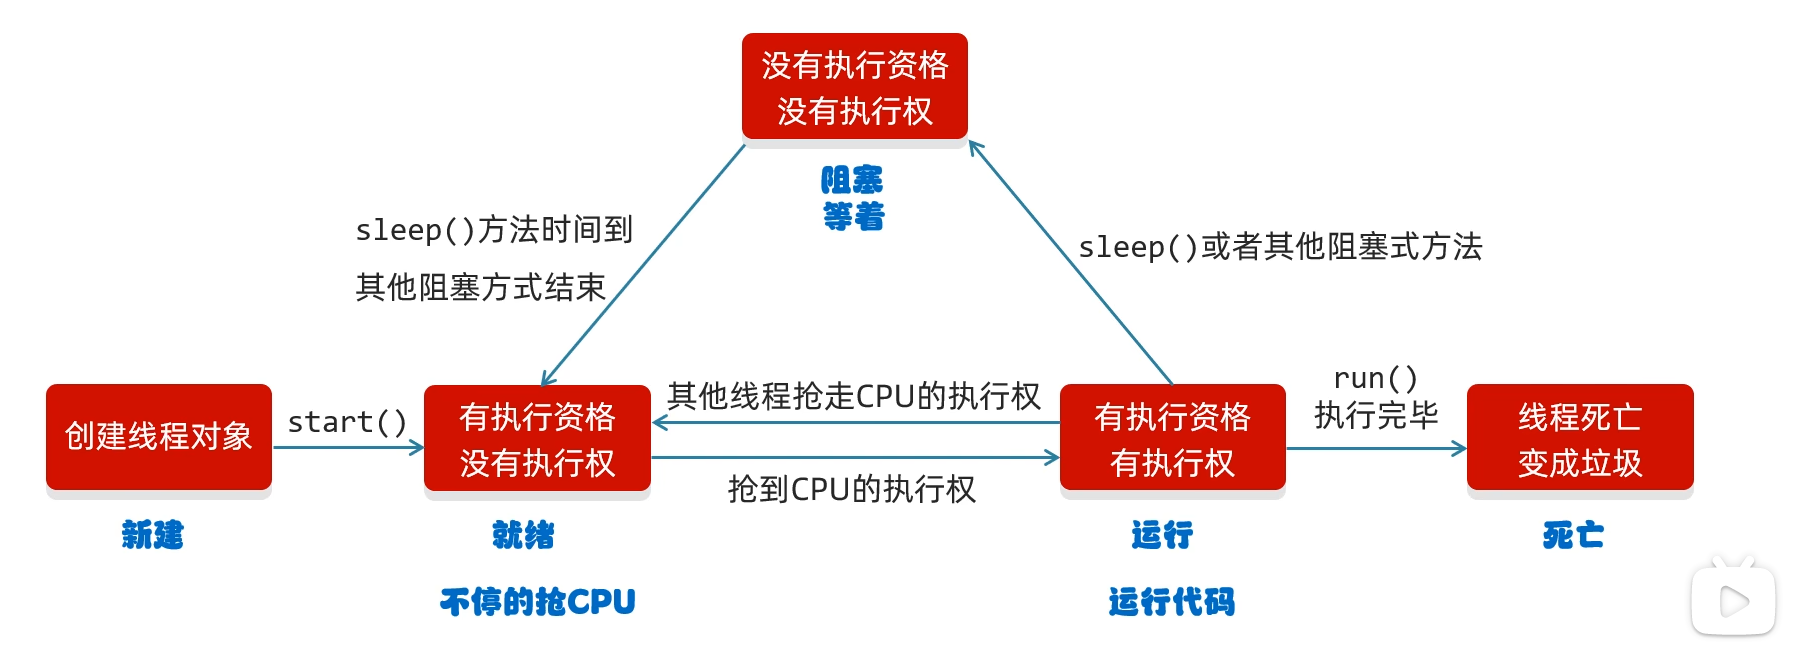 没有执行资格
没有执行权
阻塞
等着
sleep()方法时间到
其他阻塞方式结束
sleep()或者其他阻塞式方法
创建线程对象
新建
start()
有执行资格
没有执行权
就绪
不停的抢CPU
其他线程抢走CPU的执行权
抢到CPU的执行权
有执行资格
有执行权
运行
运行代码
run()
执行完毕
线程死亡
变成垃圾
死亡